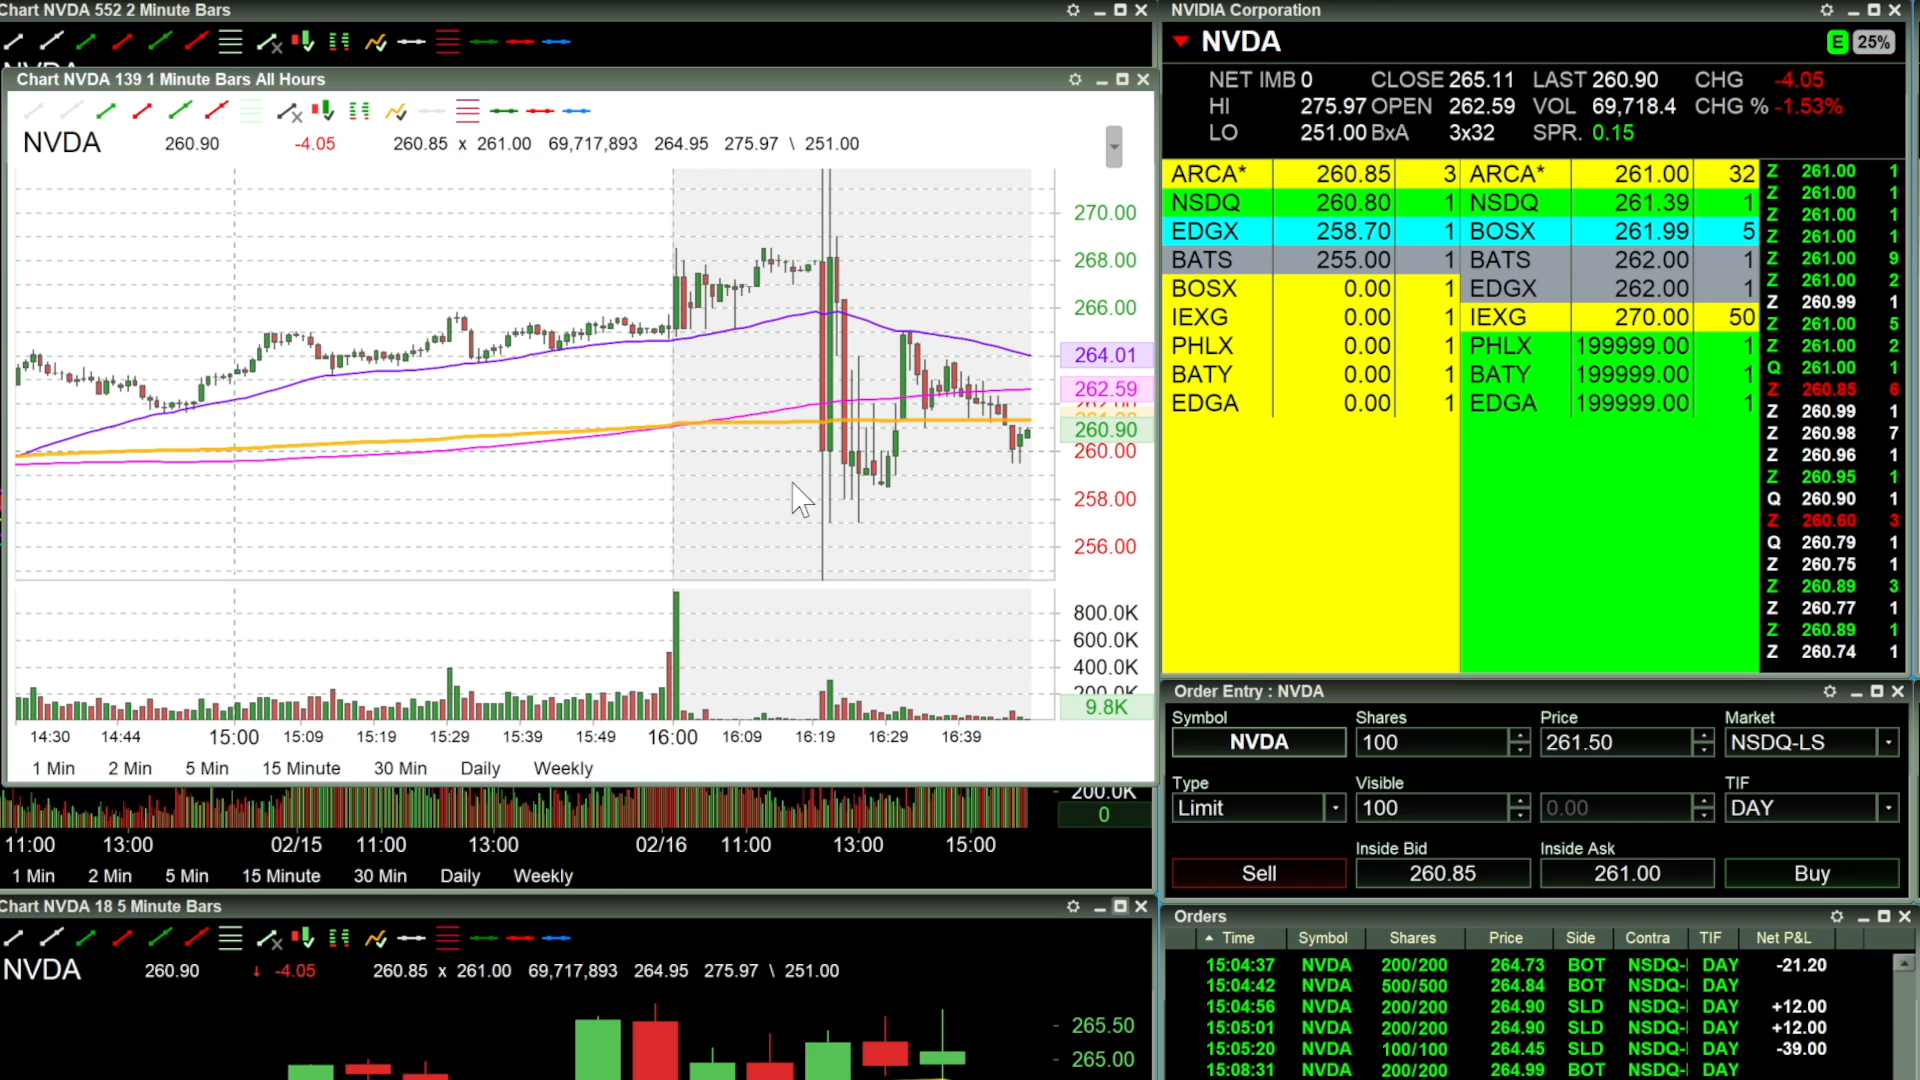 Chart NVDA 552 2 Minute Bars
Chart NVDA 139 1 Minute Bars All Hours
NVDA 260.90 -4.05 260.85 x 261.00 69,717,893 264.95 275.97 \ 251.00
270.00
268.00
266.00
264.01
262.59
260.90
260.00
258.00
256.00
800.0K
600.0K
400.0K
200.0K
9.8K
14:30 14:44 15:00 15:09 15:19 15:29 15:39 15:49 16:00 16:09 16:19 16:29 16:39
1 Min 2 Min 5 Min 15 Minute 30 Min Daily Weekly
200.0K
0
11:00 13:00 02/15 11:00 13:00 02/16 11:00 13:00 15:00
1 Min 2 Min 5 Min 15 Minute 30 Min Daily Weekly
Chart NVDA 18 5 Minute Bars
NVDA 260.90 ↓ -4.05 260.85 x 261.00 69,717,893 264.95 275.97 \ 251.00
265.50
265.00
NVIDIA Corporation
NVDA E 25%
NET IMB 0 CLOSE 265.11 LAST 260.90 CHG -4.05
HI 275.97 OPEN 262.59 VOL 69,718.4 CHG % -1.53%
LO 251.00 BxA 3x32 SPR. 0.15
ARCA* 260.85 3 ARCA* 261.00 32
NSDQ 260.80 1 NSDQ 261.39 1
EDGX 258.70 1 BOSX 261.99 5
BATS 255.00 1 BATS 262.00 1
BOSX 0.00 1 EDGX 262.00 1
IEXG 0.00 1 IEXG 270.00 50
PHLX 0.00 1 PHLX 199999.00 1
BATY 0.00 1 BATY 199999.00 1
EDGA 0.00 1 EDGA 199999.00 1
Z 261.00 1
Z 261.00 1
Z 261.00 1
Z 261.00 1
Z 261.00 9
Z 261.00 2
Z 260.99 1
Z 261.00 5
Z 261.00 2
Q 261.00 1
Z 260.85 6
Z 260.99 1
Z 260.98 7
Z 260.96 1
Z 260.95 1
Q 260.90 1
Z 260.60 3
Q 260.79 1
Z 260.75 1
Z 260.89 3
Z 260.77 1
Z 260.89 1
Z 260.74 1
Order Entry : NVDA
Symbol Shares Price Market
NVDA 100 261.50 NSDQ-LS
Type Visible TIF
Limit 100 0.00 DAY
Inside Bid Inside Ask
Sell 260.85 261.00 Buy
Orders
Time Symbol Shares Price Side Contra TIF Net P&L
15:04:37 NVDA 200/200 264.73 BOT NSDQ-I DAY -21.20
15:04:42 NVDA 500/500 264.84 BOT NSDQ-I DAY
15:04:56 NVDA 200/200 264.90 SLD NSDQ-I DAY +12.00
15:05:01 NVDA 200/200 264.90 SLD NSDQ-I DAY +12.00
15:05:20 NVDA 100/100 264.45 SLD NSDQ-I DAY -39.00
15:08:31 NVDA 200/200 264.99 BOT NSDQ-I DAY